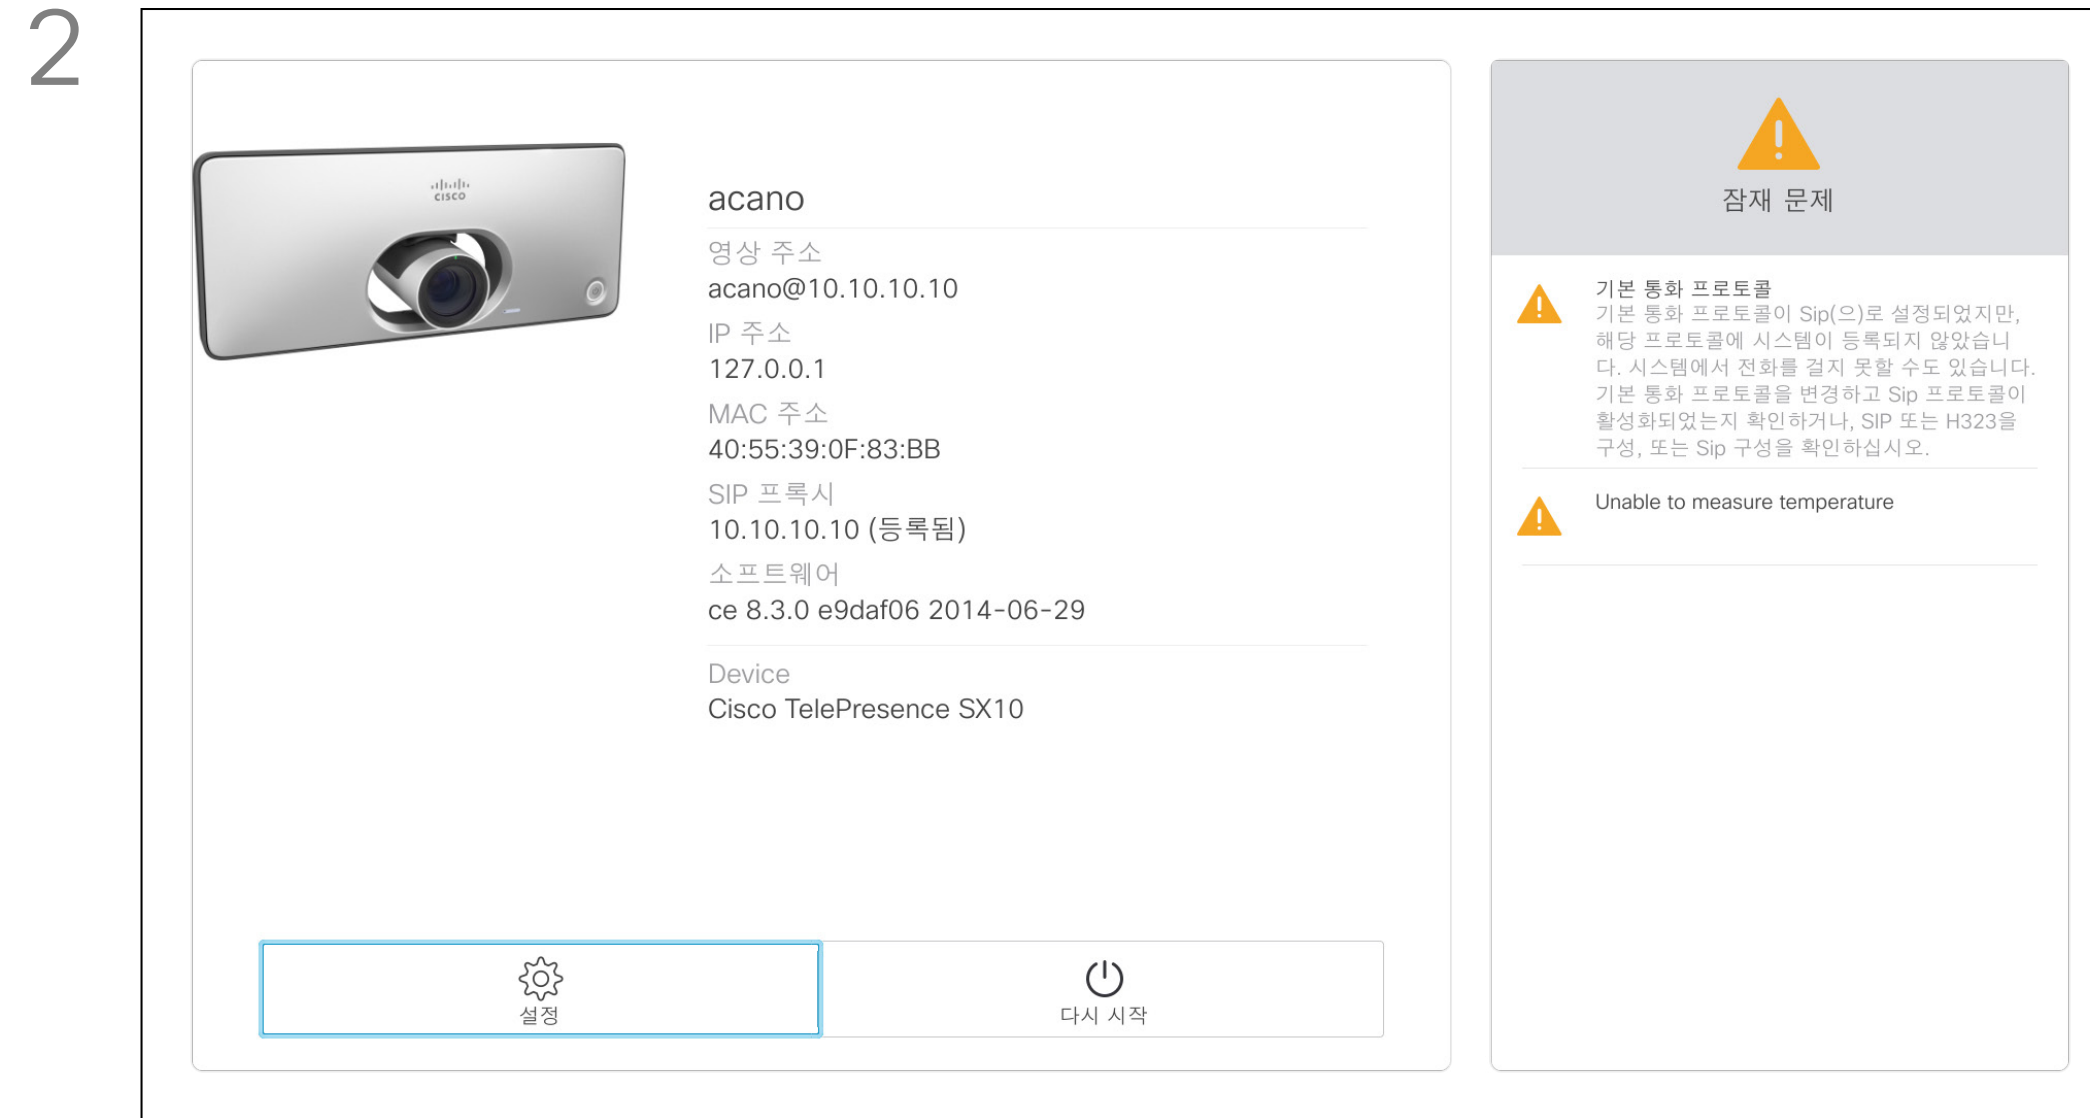 2
CISCO
acano
영상 주소
acano@10.10.10.10
IP 주소
127.0.0.1
MAC 주소
40:55:39:0F:83:BB
SIP 프록시
10.10.10.10 (등록됨)
소프트웨어
ce 8.3.0 e9daf06 2014-06-29
Device
Cisco TelePresence SX10
설정
다시 시작
잠재 문제
기본 통화 프로토콜
기본 통화 프로토콜이 Sip(으)로 설정되었지만,
해당 프로토콜에 시스템이 등록되지 않았습니
다. 시스템에서 전화를 걸지 못할 수도 있습니다.
기본 통화 프로토콜을 변경하고 Sip 프로토콜이
활성화되었는지 확인하거나, SIP 또는 H323을
구성, 또는 Sip 구성을 확인하십시오.
Unable to measure temperature